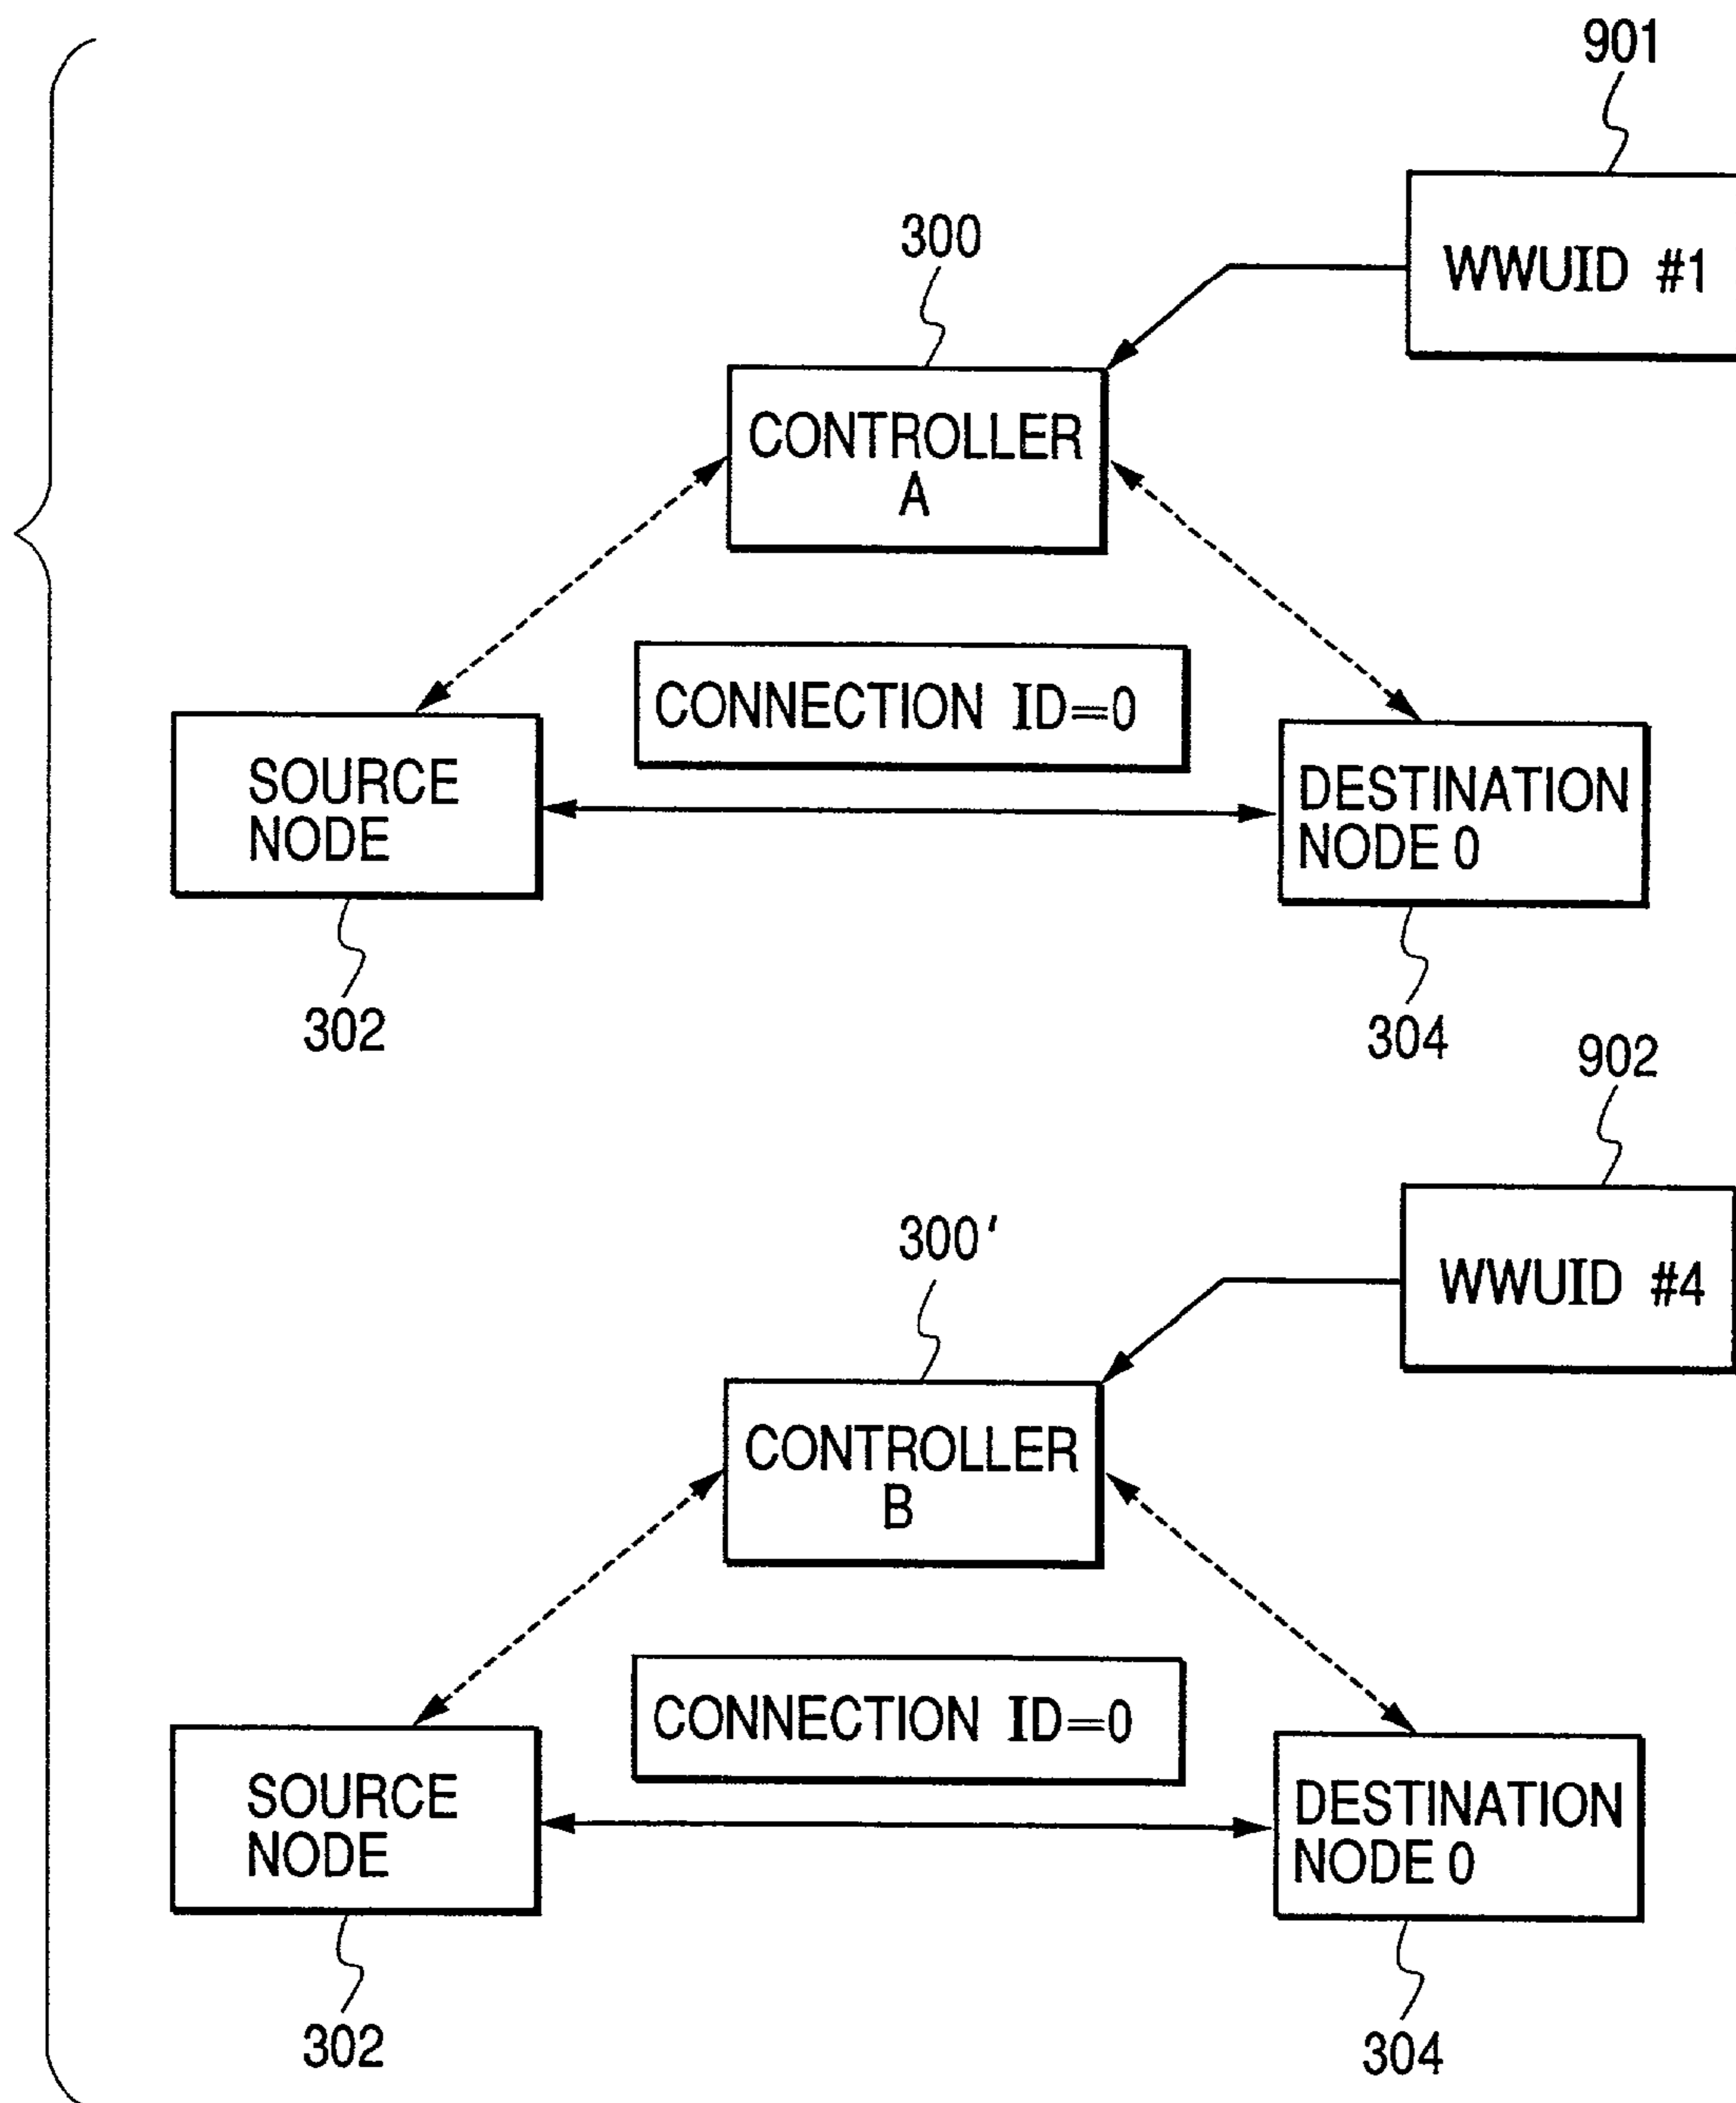 901
WWUID #1
300
CONTROLLER
A
CONNECTION ID=0
SOURCE
NODE
DESTINATION
NODE 0
302
304
902
WWUID #4
300'
CONTROLLER
B
CONNECTION ID=0
SOURCE
NODE
DESTINATION
NODE 0
302
304